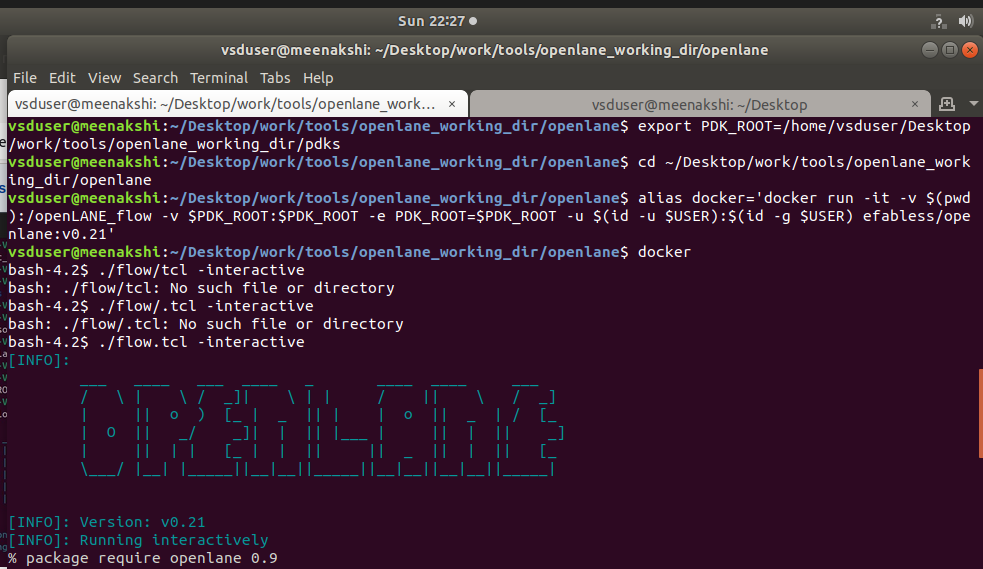 Sun 22:27
vsduser@meenakshi: ~/Desktop/work/tools/openlane_working_dir/openlane
File Edit View Search Terminal Tabs Help
vsduser@meenakshi: ~/Desktop/work/tools/openlane_work... × vsduser@meenakshi: ~/Desktop ×
vsduser@meenakshi:~/Desktop/work/tools/openlane_working_dir/openlane$ export PDK_ROOT=/home/vsduser/Desktop
/work/tools/openlane_working_dir/pdks
vsduser@meenakshi:~/Desktop/work/tools/openlane_working_dir/openlane$ cd ~/Desktop/work/tools/openlane_work
ing_dir/openlane
vsduser@meenakshi:~/Desktop/work/tools/openlane_working_dir/openlane$ alias docker='docker run -it -v $(pwd
):/openLANE_flow -v $PDK_ROOT:$PDK_ROOT -e PDK_ROOT=$PDK_ROOT -u $(id -u $USER):$(id -g $USER) efabless/ope
nlane:v0.21'
vsduser@meenakshi:~/Desktop/work/tools/openlane_working_dir/openlane$ docker
bash-4.2$ ./flow/tcl -interactive
bash: ./flow/tcl: No such file or directory
bash-4.2$ ./flow/.tcl -interactive
bash: ./flow/.tcl: No such file or directory
bash-4.2$ ./flow.tcl -interactive
[INFO]:
OPENLANE
[INFO]: Version: v0.21
[INFO]: Running interactively
% package require openlane 0.9